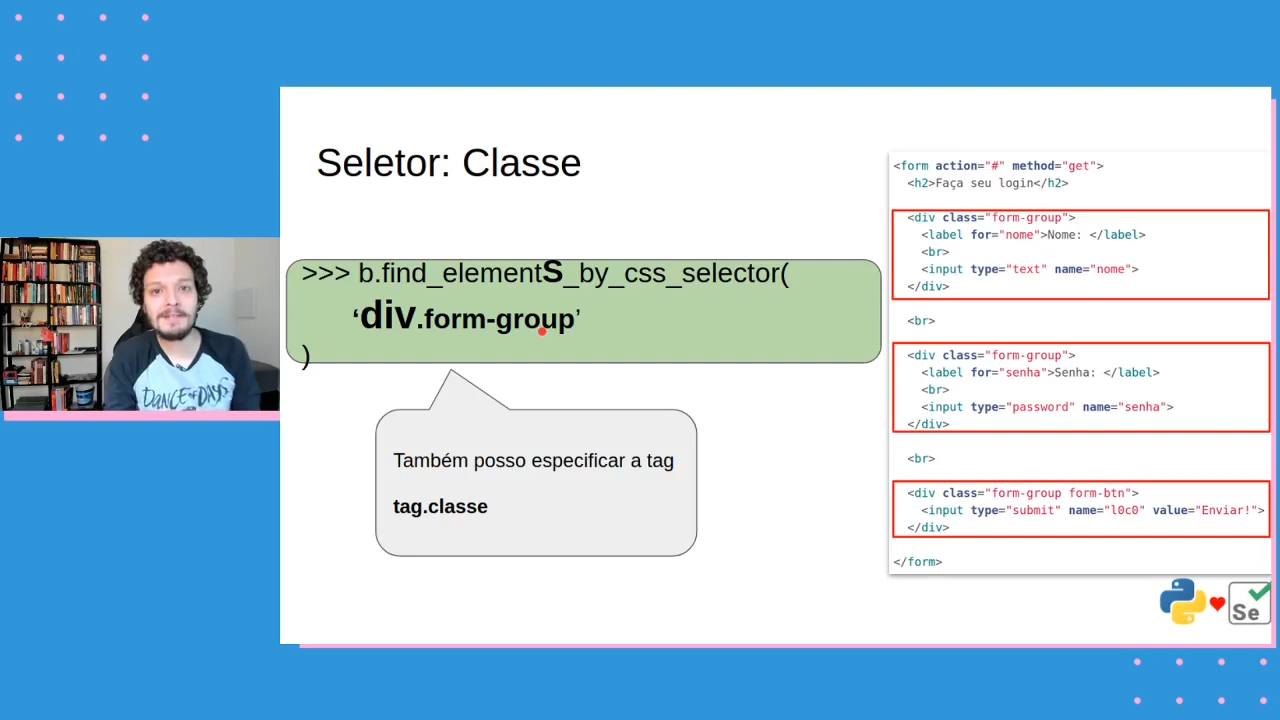 Seletor: Classe
>>> b.find_elementS_by_css_selector(
‘div.form-group’
)
Também posso especificar a tag
tag.classe
<form action="#" method="get">
<h2>Faça seu login</h2>
<div class="form-group">
<label for="nome">Nome: </label>
<br>
<input type="text" name="nome">
</div>
<br>
<div class="form-group">
<label for="senha">Senha: </label>
<br>
<input type="password" name="senha">
</div>
<br>
<div class="form-group form-btn">
<input type="submit" name="l0c0" value="Enviar!">
</div>
</form>
Se
DANCE OF DAYS